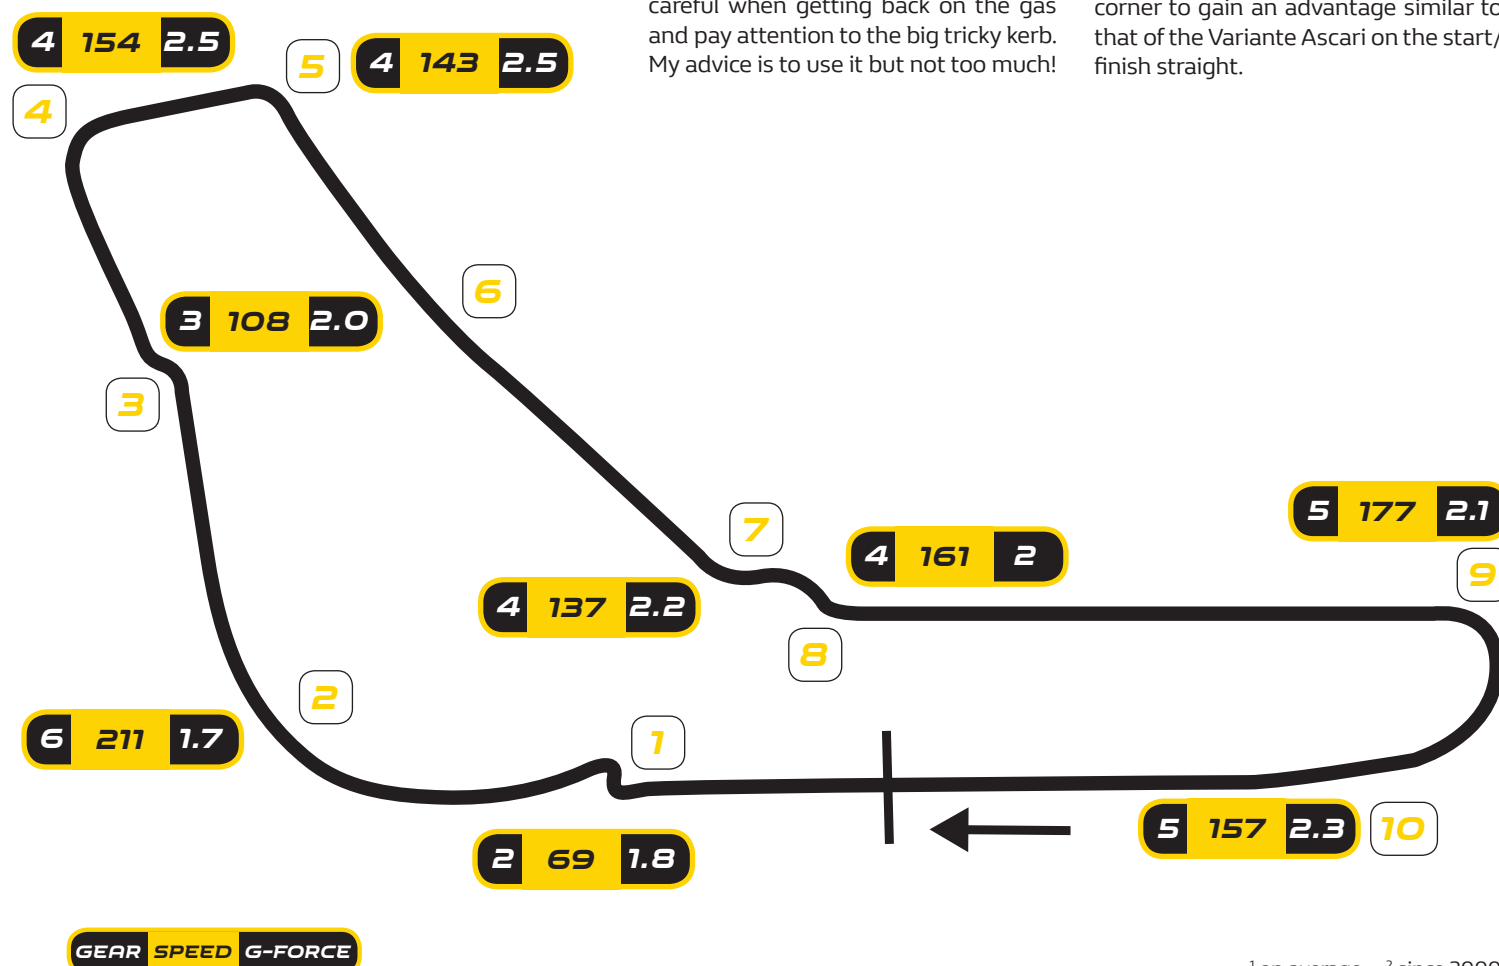 careful when getting back on the gas
and pay attention to the big tricky kerb.
My advice is to use it but not too much!
corner to gain an advantage similar to
that of the Variante Ascari on the start/
finish straight.
4 154 2.5
4
5
4 143 2.5
6
3 108 2.0
3
7
4 161 2
5 177 2.1
9
4 137 2.2
8
2
6 211 1.7
1
5 157 2.3
10
2 69 1.8
GEAR SPEED G-FORCE